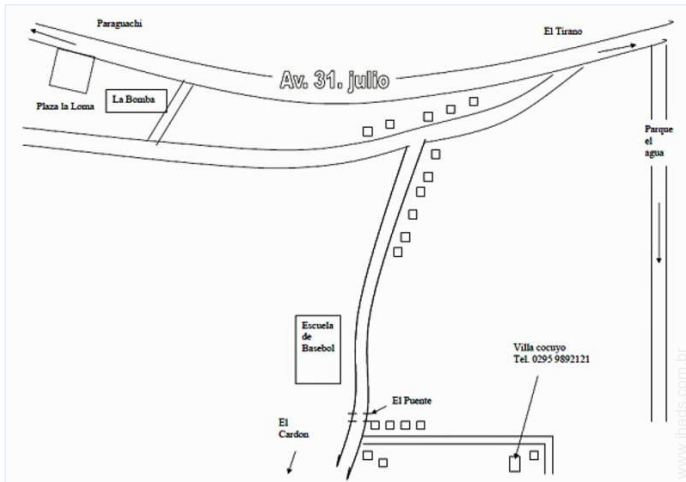 Paraguachi
El Tirano
Av. 31. julio
Plaza la Loma
La Bomba
Parque
el
agua
Escuela
de
Basebol
Villa cocuyo
Tel. 0295 9892121
El Puente
El
Cardon
www.ihads.com.br